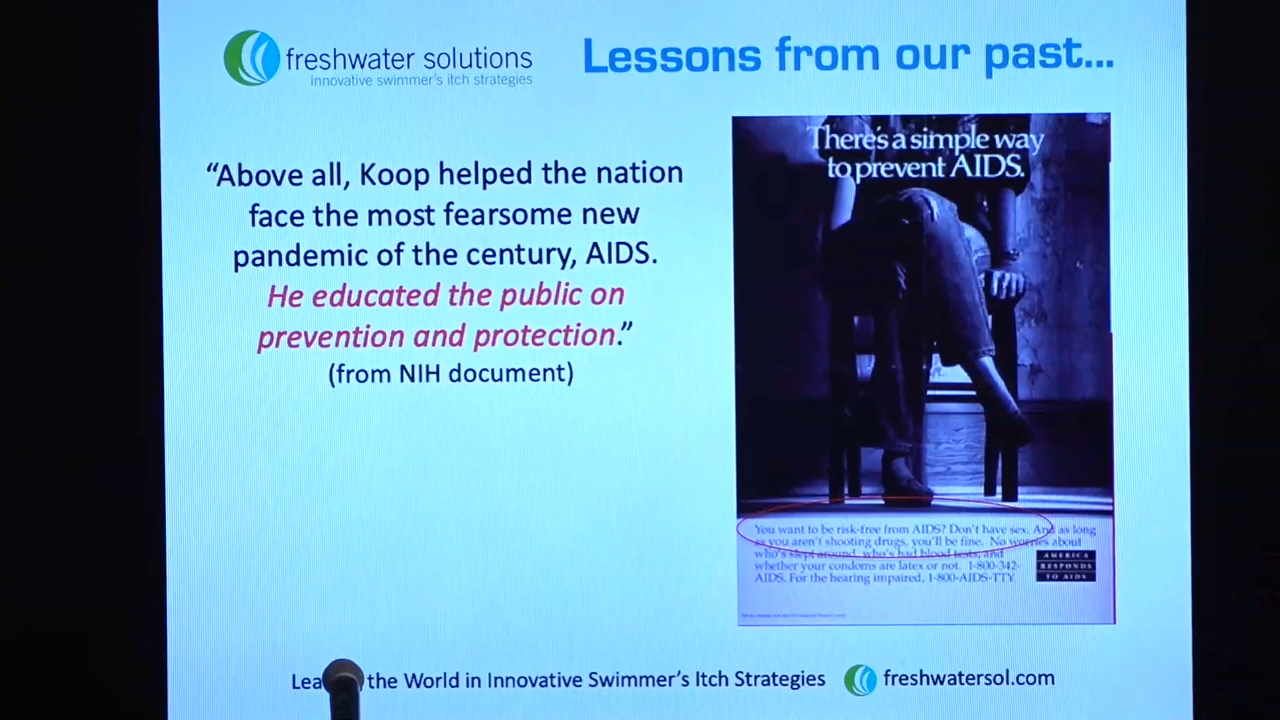 freshwater solutions
innovative swimmer's itch strategies
Lessons from our past...
“Above all, Koop helped the nation
face the most fearsome new
pandemic of the century, AIDS.
He educated the public on
prevention and protection.”
(from NIH document)
There's a simple way
to prevent AIDS.
You want to be risk-free from AIDS? Don't have sex. And as long
as you aren't shooting drugs, you'll be fine. No worries about
who's slept around, who's had blood tests, and
whether your condoms are latex or not. 1-800-342-
AIDS. For the hearing impaired, 1-800-AIDS-TTY.
AMERICA
RESPONDS
TO AIDS
the World in Innovative Swimmer's Itch Strategies
freshwatersol.com